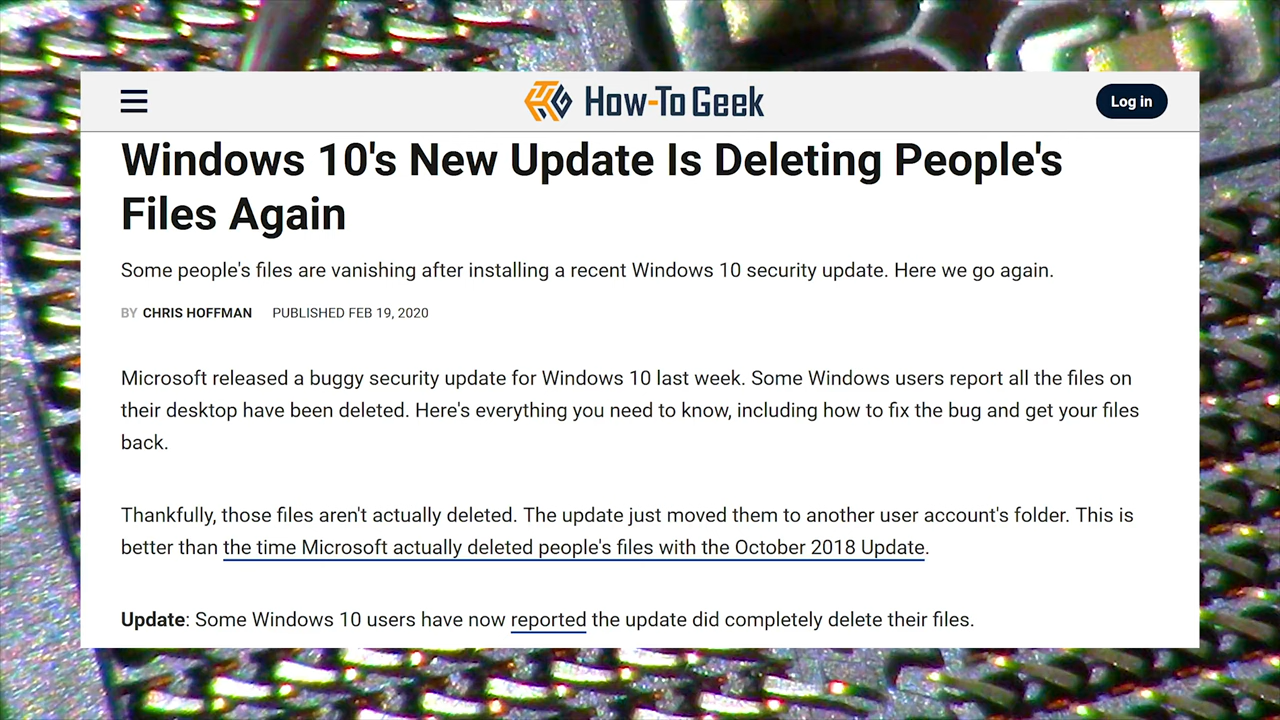 How-To Geek
Log in
Windows 10's New Update Is Deleting People's
Files Again
Some people's files are vanishing after installing a recent Windows 10 security update. Here we go again.
BY CHRIS HOFFMAN PUBLISHED FEB 19, 2020
Microsoft released a buggy security update for Windows 10 last week. Some Windows users report all the files on
their desktop have been deleted. Here's everything you need to know, including how to fix the bug and get your files
back.
Thankfully, those files aren't actually deleted. The update just moved them to another user account's folder. This is
better than the time Microsoft actually deleted people's files with the October 2018 Update.
Update: Some Windows 10 users have now reported the update did completely delete their files.